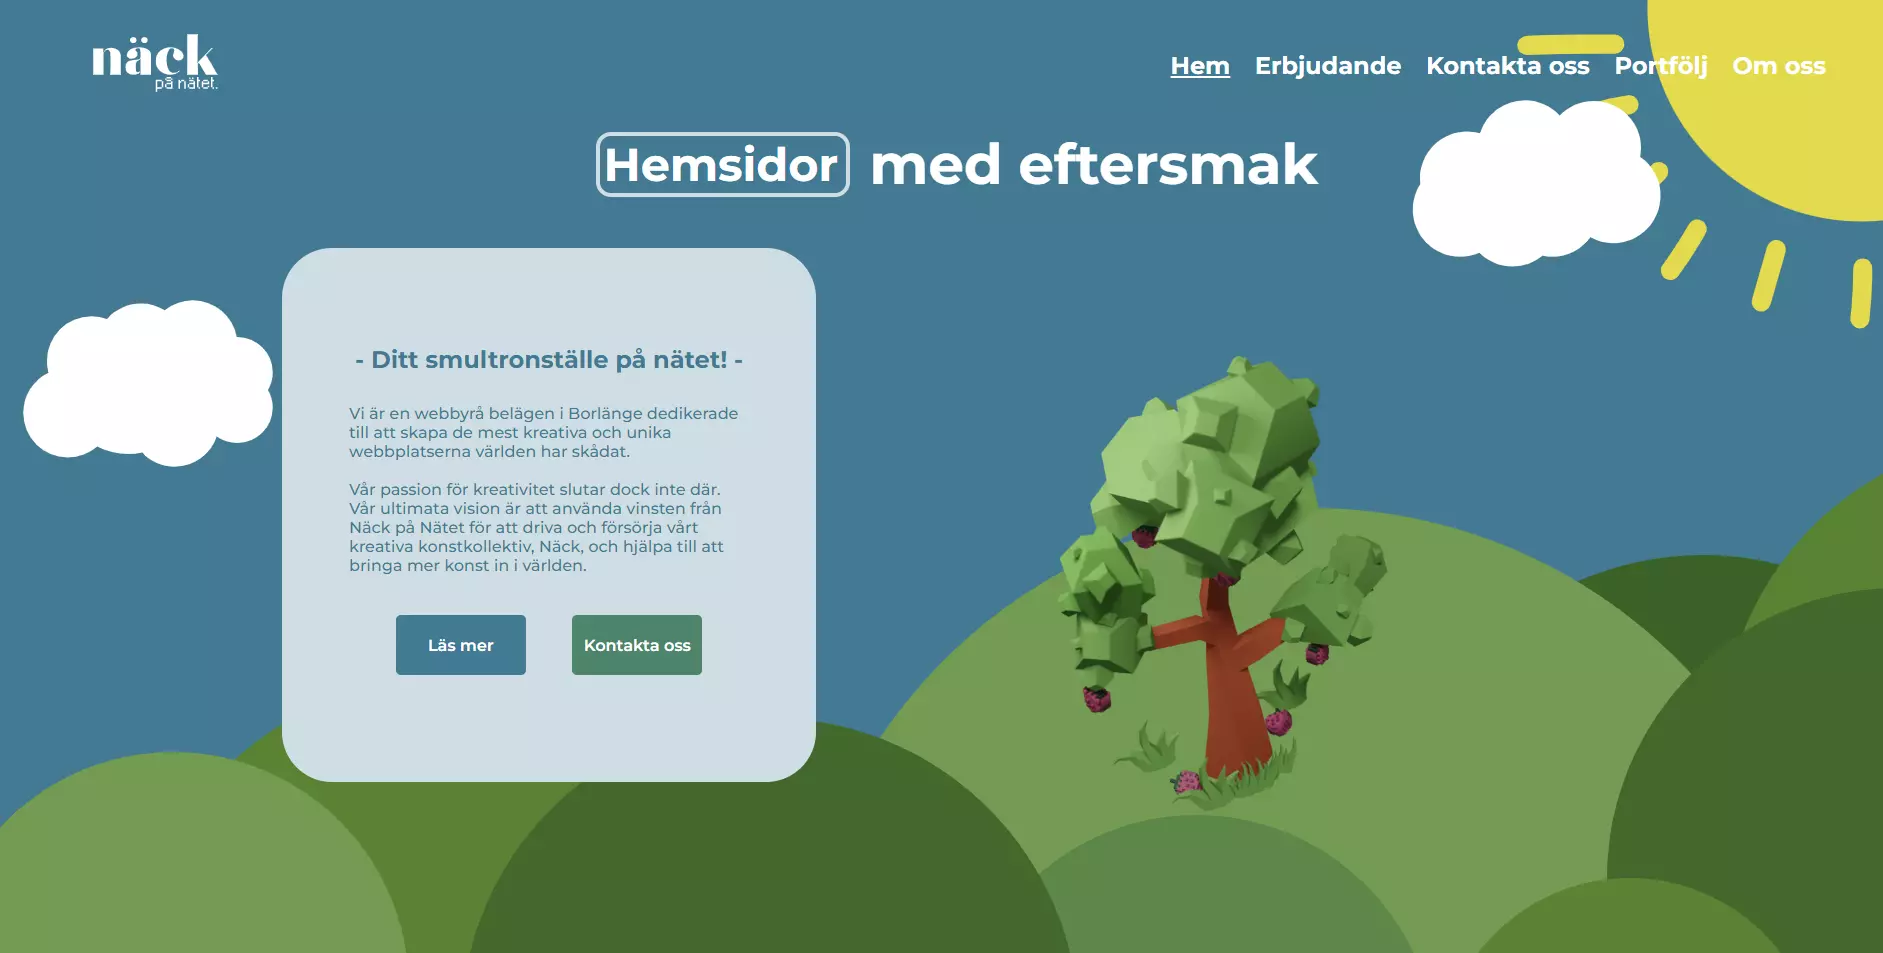 näck
på nätet.
Hem Erbjudande Kontakta oss Portfölj Om oss
Hemsidor med eftersmak
- Ditt smultronställe på nätet! -
Vi är en webbyrå belägen i Borlänge dedikerade
till att skapa de mest kreativa och unika
webbplatserna världen har skådat.
Vår passion för kreativitet slutar dock inte där.
Vår ultimata vision är att använda vinsten från
Näck på Nätet för att driva och försörja vårt
kreativa konstkollektiv, Näck, och hjälpa till att
bringa mer konst in i världen.
Läs mer
Kontakta oss